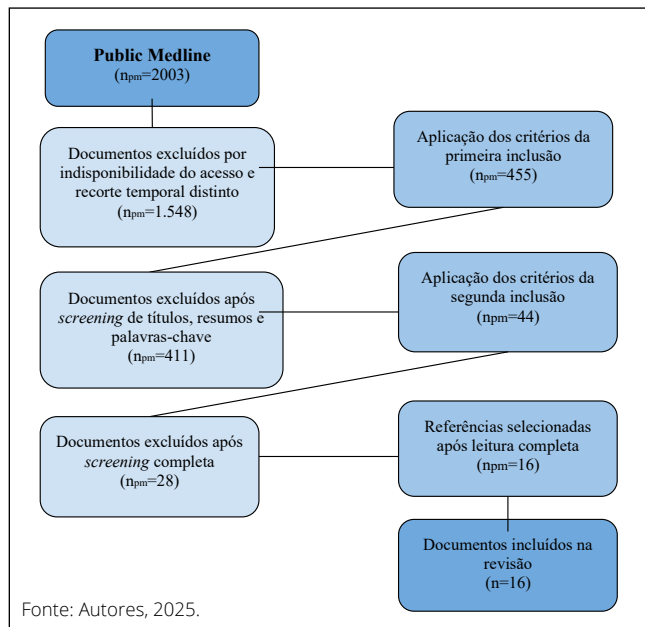 Public Medline
(npm=2003)
Documentos excluídos por
indisponibilidade do acesso e
recorte temporal distinto
(npm=1.548)
Aplicação dos critérios da
primeira inclusão
(npm=455)
Documentos excluídos após
screening de títulos, resumos e
palavras-chave
(npm=411)
Aplicação dos critérios da
segunda inclusão
(npm=44)
Documentos excluídos após
screening completa
(npm=28)
Referências selecionadas
após leitura completa
(npm=16)
Documentos incluídos na
revisão
(n=16)
Fonte: Autores, 2025.